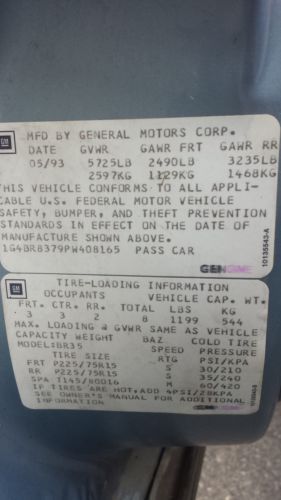 GM
MFD BY GENERAL MOTORS CORP.
DATE GVWR GAWR FRT GAWR RR
05/93 5725LB 2490LB 3235LB
2597KG 1129KG 1468KG
THIS VEHICLE CONFORMS TO ALL APPLI-
CABLE U.S. FEDERAL MOTOR VEHICLE
SAFETY, BUMPER, AND THEFT PREVENTION
STANDARDS IN EFFECT ON THE DATE OF
MANUFACTURE SHOWN ABOVE.
1G4BR8379PW408165 PASS CAR
10135543-A
GM
TIRE-LOADING INFORMATION
OCCUPANTS VEHICLE CAP. WT.
FRT. CTR. RR. TOTAL LBS KG
3 3 2 8 1199 544
MAX. LOADING @ GVWR SAME AS VEHICLE
CAPACITY WEIGHT BAZ COLD TIRE
MODEL:BR35 SPEED PRESSURE
TIRE SIZE RTG PSI/KPA
FRT P225/75R15 S 30/210
RR P225/75R15 S 35/240
SPA T145/80D16 M 60/420
IF TIRES ARE HOT,ADD 4PSI/28KPA
SEE OWNER'S MANUAL FOR ADDITIONAL
INFORMATION